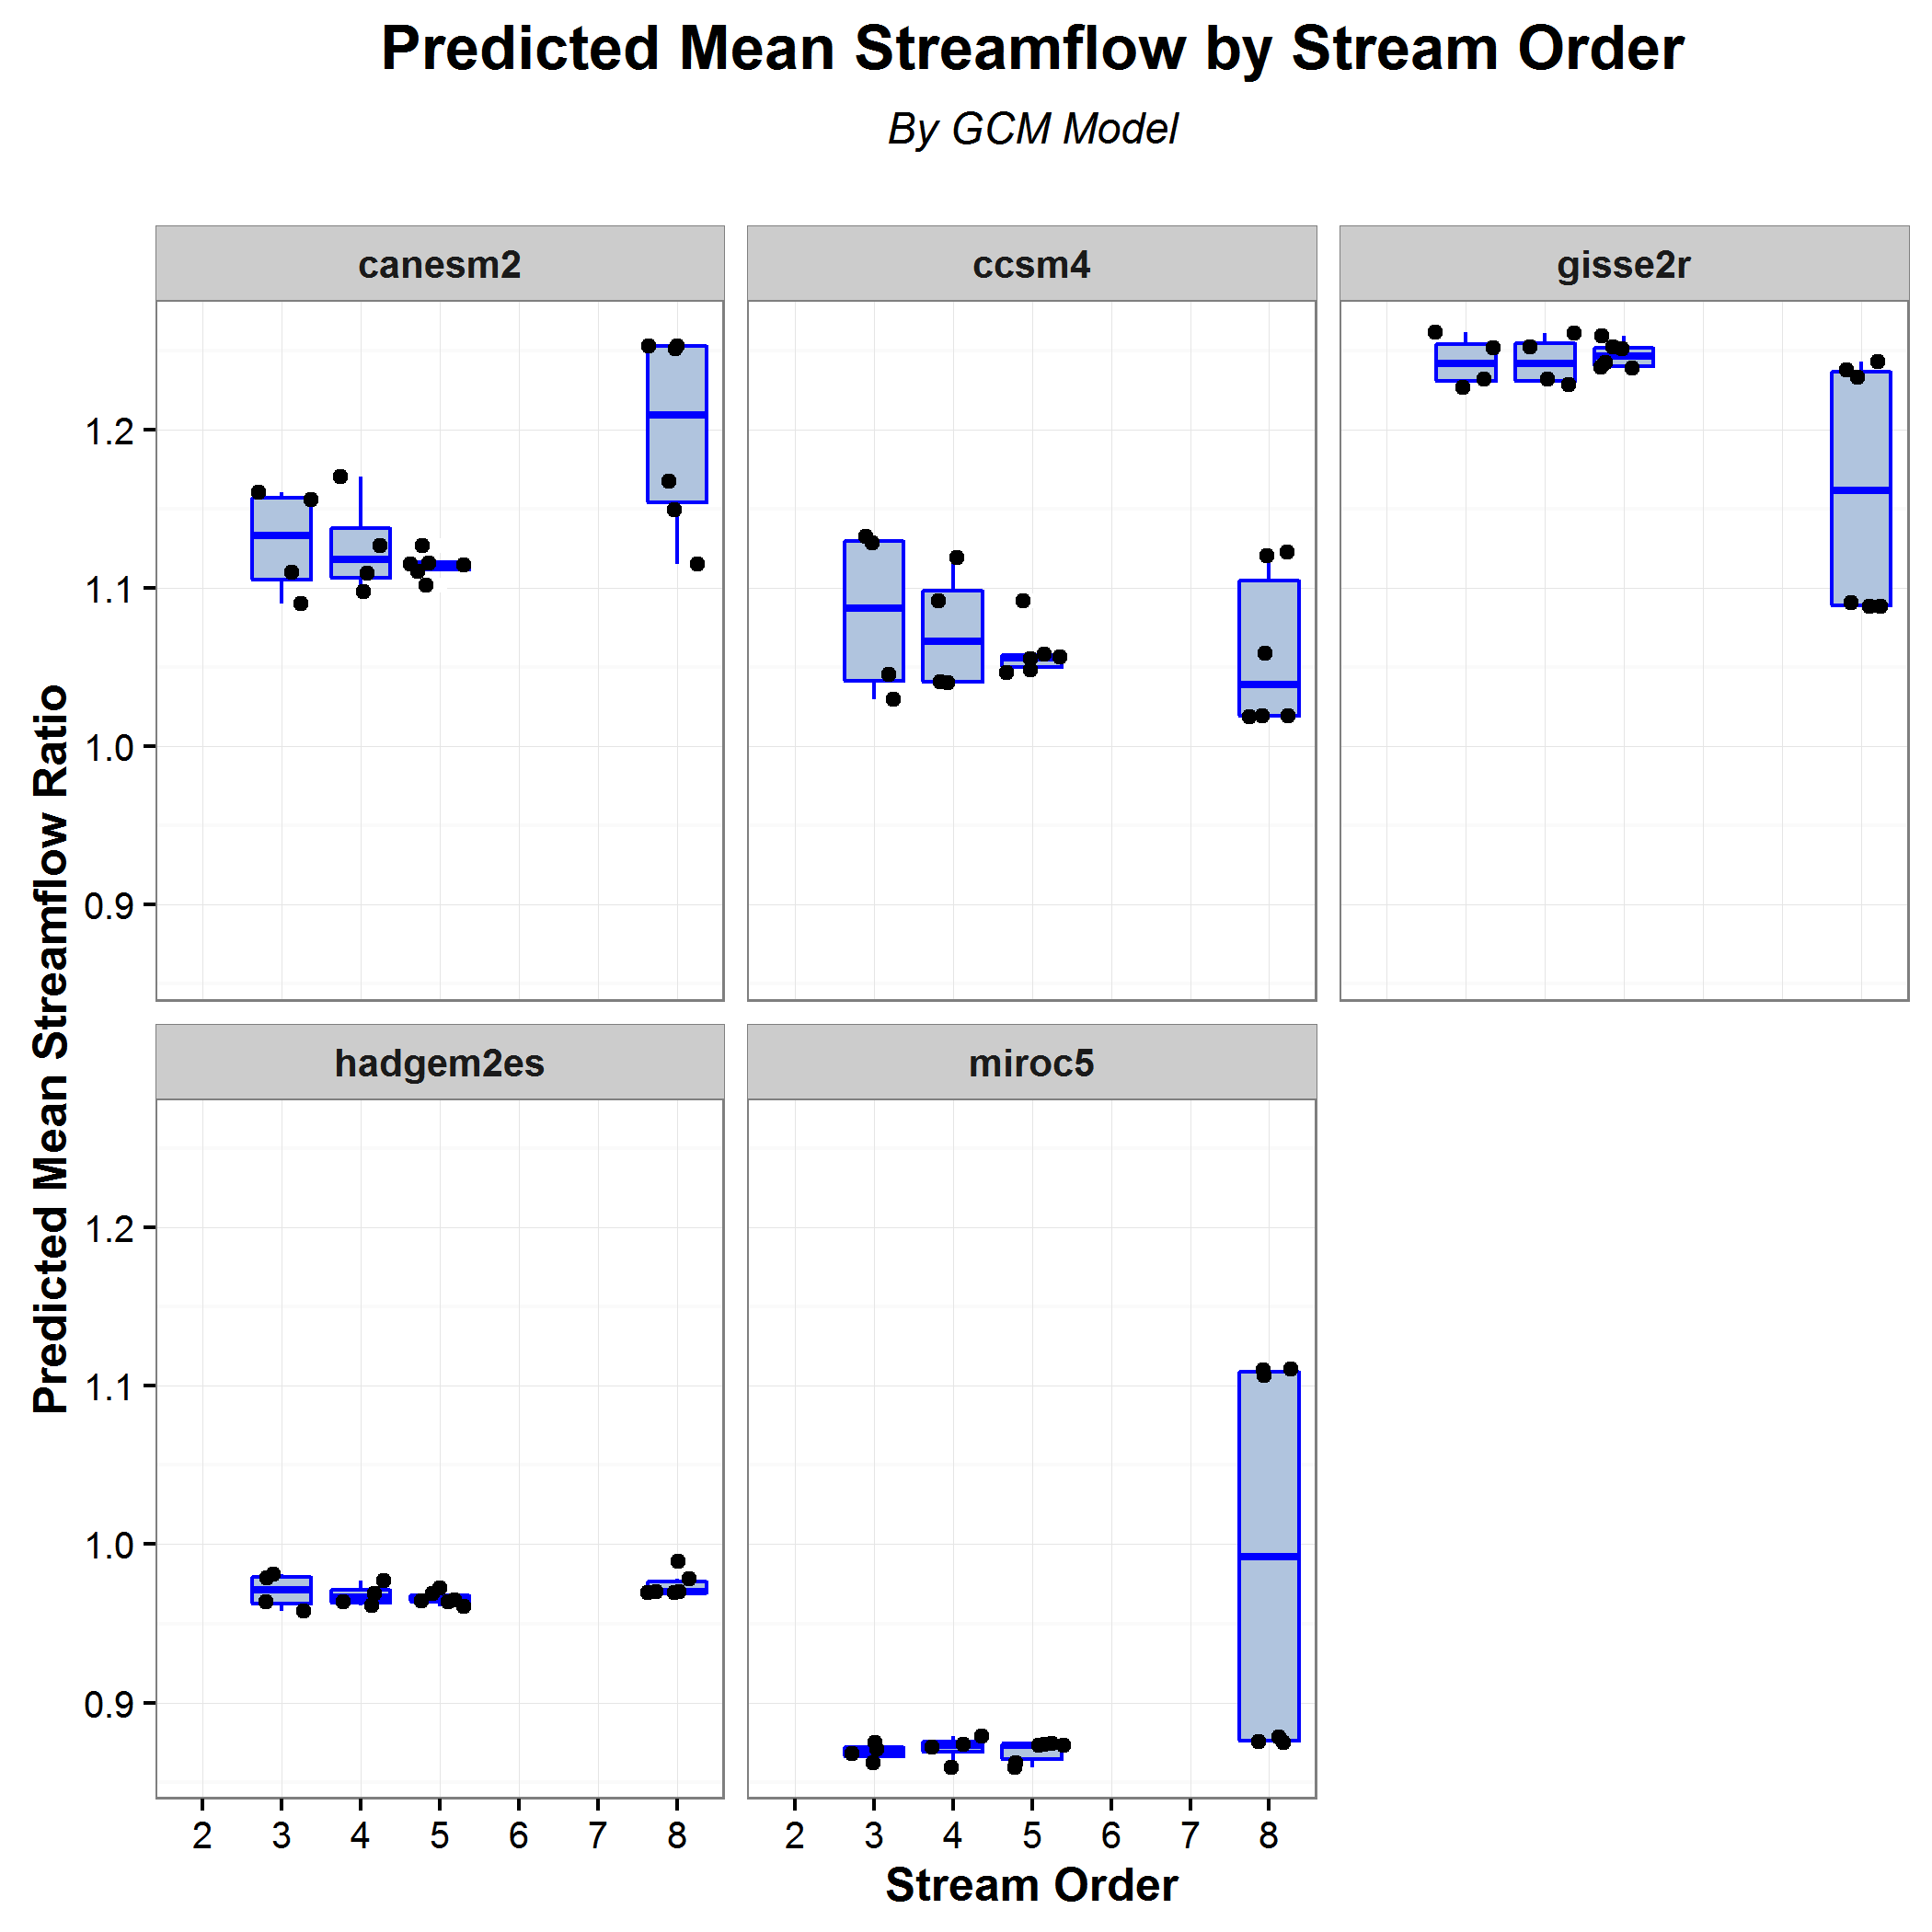 Predicted Mean Streamflow by Stream Order
By GCM Model
canesm2
ccsm4
gisse2r
1.2
1.1
1.0
0.9
Predicted Mean Streamflow Ratio
hadgem2es
miroc5
1.2
1.1
1.0
0.9
2 3 4 5 6 7 8
2 3 4 5 6 7 8
Stream Order